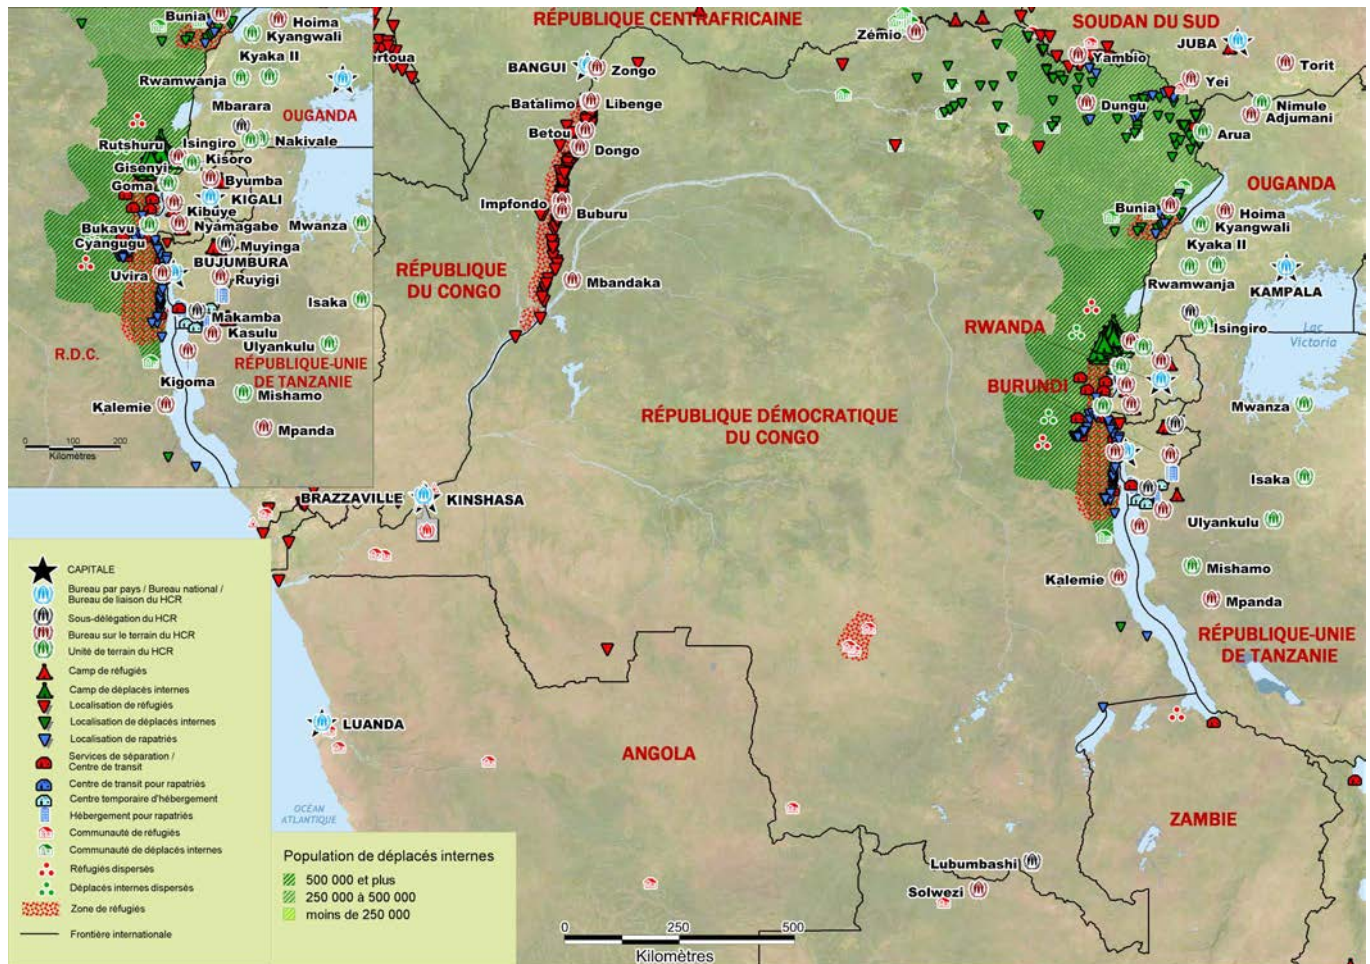 Bunia
Hoima
Kyangwali
Kyaka II
Rwamwanja
Mbarara
OUGANDA
Rutshuru
Isingiro
Nakivale
Kisoro
Gisenyi
Goma
Byumba
KIGALI
Kibuye
Bukavu
Nyamagabe
Mwanza
Cyangugu
Muyinga
BUJUMBURA
Uvira
Ruyigi
Isaka
Makamba
Kasulu
R.D.C.
Ulyankulu
RÉPUBLIQUE-UNIE
DE TANZANIE
Kigoma
Mishamo
Kalemie
Mpanda
0 100 200
Kilomètres
ertoua
RÉPUBLIQUE CENTRAFRICAINE
SOUDAN DU SUD
Zémio
JUBA
BANGUI
Zongo
Yambio
Torit
Yei
Batalimo
Libenge
Dungu
Nimule
Adjumani
Betou
Arua
Dongo
OUGANDA
Impfondo
Buburu
Bunia
Hoima
Kyangwali
Kyaka II
RÉPUBLIQUE
DU CONGO
Mbandaka
KAMPALA
Rwamwanja
RWANDA
Isingiro
Lac
Victoria
BURUNDI
RÉPUBLIQUE DÉMOCRATIQUE
DU CONGO
Mwanza
Isaka
BRAZZAVILLE
KINSHASA
Ulyankulu
Kalemie
Mishamo
Mpanda
RÉPUBLIQUE-UNIE
DE TANZANIE
LUANDA
ANGOLA
OCÉAN
ATLANTIQUE
ZAMBIE
Lubumbashi
Solwezi
CAPITALE
Bureau par pays / Bureau national /
Bureau de liaison du HCR
Sous-délégation du HCR
Bureau sur le terrain du HCR
Unité de terrain du HCR
Camp de réfugiés
Camp de déplacés internes
Localisation de réfugiés
Localisation de déplacés internes
Localisation de rapatriés
Services de séparation /
Centre de transit
Centre de transit pour rapatriés
Centre temporaire d'hébergement
Hébergement pour rapatriés
Communauté de réfugiés
Communauté de déplacés internes
Réfugiés dispersés
Déplacés internes dispersés
Zone de réfugiés
Frontière internationale
Population de déplacés internes
500 000 et plus
250 000 à 500 000
moins de 250 000
0 250 500
Kilomètres